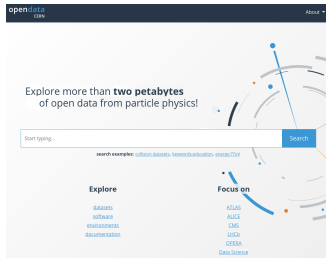 opendata
CERN
About
Explore more than two petabytes
of open data from particle physics!
Start typing...
Search
search examples: collision datasets, keywords:education, energy:7TeV
Explore
datasets
software
environments
documentation
Focus on
ATLAS
ALICE
CMS
LHCb
OPERA
Data Science